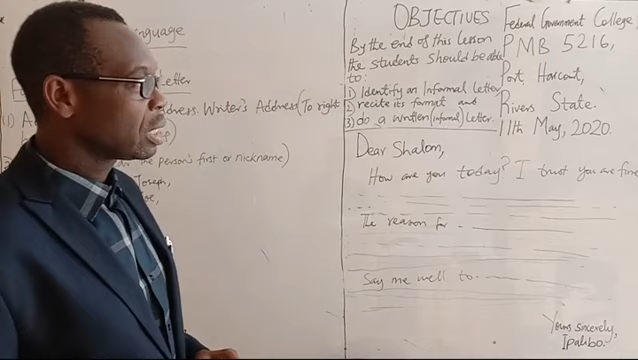 nguage
etter
dress. Writer's Address (To right
the person's first or nickname)
Joseph,
OBJECTIVES
By the end of this lesson
the students should be able
to:
1) Identify an Informal Letter
2) recite its format and
3) do a written (informal) Letter.
Federal Government College,
PMB 5216,
Port Harcourt,
Rivers State.
11th May, 2020.
Dear Shalom,
How are you today? I trust you are fine
The reason for
Say me well to
Yours sincerely,
Ipalibo.